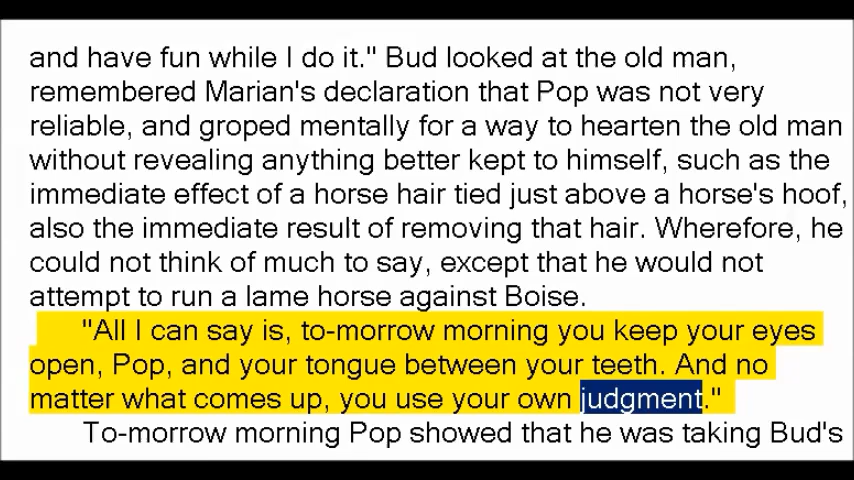 and have fun while I do it." Bud looked at the old man,
remembered Marian's declaration that Pop was not very
reliable, and groped mentally for a way to hearten the old man
without revealing anything better kept to himself, such as the
immediate effect of a horse hair tied just above a horse's hoof,
also the immediate result of removing that hair. Wherefore, he
could not think of much to say, except that he would not
attempt to run a lame horse against Boise.
"All I can say is, to-morrow morning you keep your eyes
open, Pop, and your tongue between your teeth. And no
matter what comes up, you use your own judgment."
To-morrow morning Pop showed that he was taking Bud's